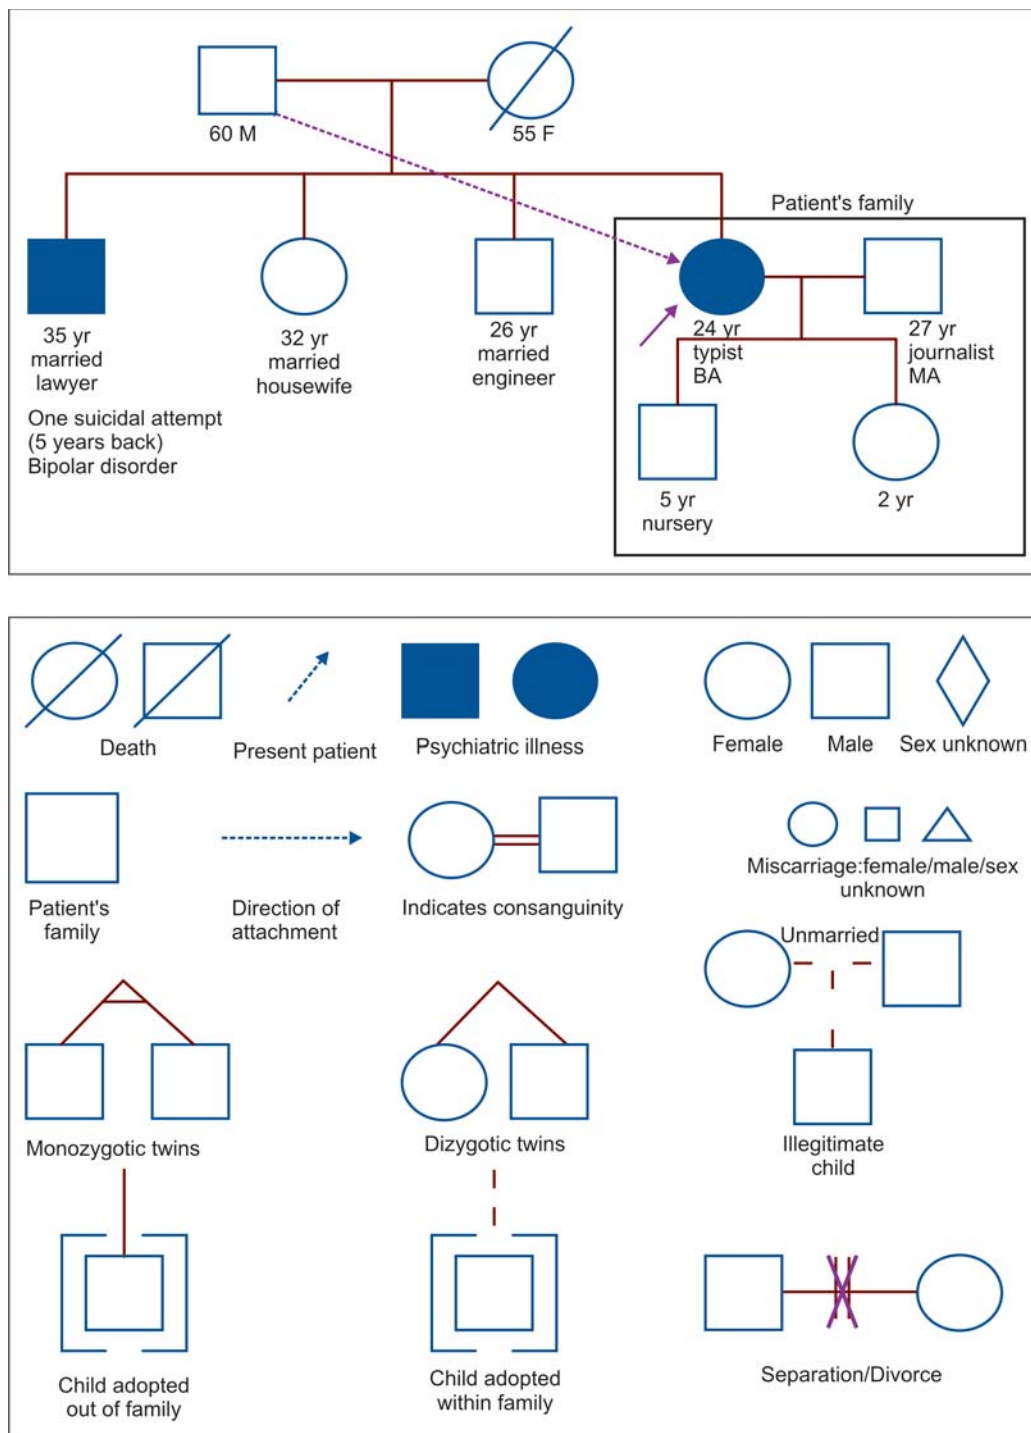 60 M
55 F
Patient's family
35 yr
married
lawyer
32 yr
married
housewife
26 yr
married
engineer
24 yr
typist
BA
27 yr
journalist
MA
One suicidal attempt
(5 years back)
Bipolar disorder
5 yr
nursery
2 yr
Death
Present patient
Psychiatric illness
Female
Male
Sex unknown
Patient's
family
Direction of
attachment
Indicates consanguinity
Miscarriage:female/male/sex
unknown
Unmarried
Monozygotic twins
Dizygotic twins
Illegitimate
child
Child adopted
out of family
Child adopted
within family
Separation/Divorce